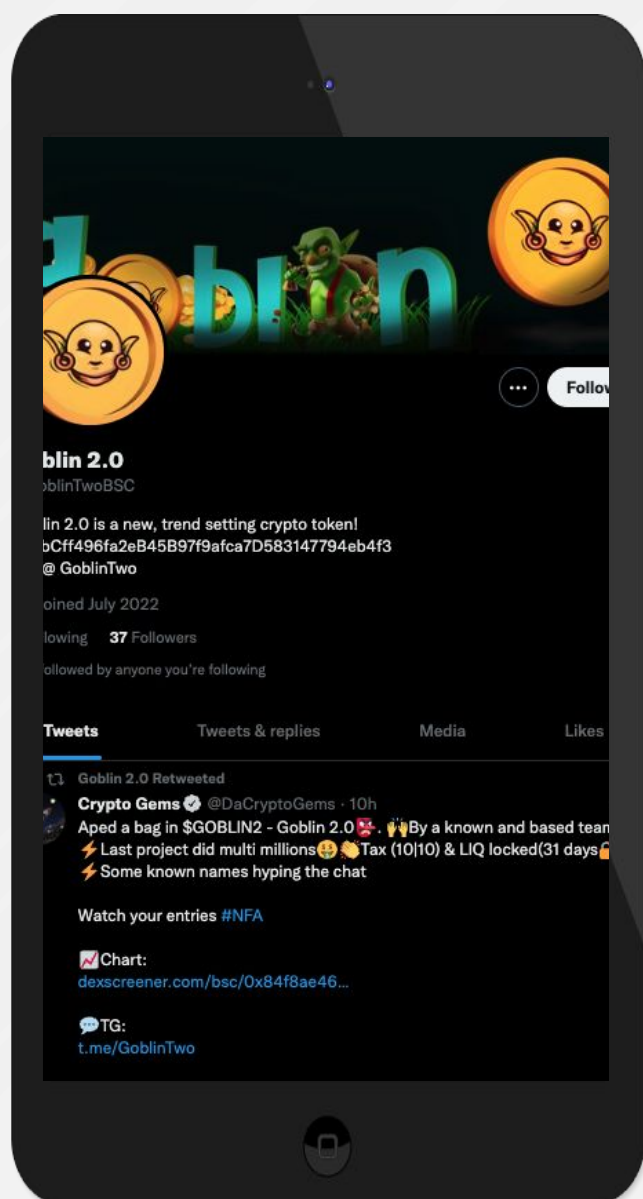 oblin
blin 2.0
oblinTwoBSC
lin 2.0 is a new, trend setting crypto token!
bCff496fa2eB45B97f9afca7D583147794eb4f3
@ GoblinTwo
oined July 2022
lowing 37 Followers
ollowed by anyone you're following
Follow
Tweets Tweets & replies Media Likes
Goblin 2.0 Retweeted
Crypto Gems @DaCryptoGems · 10h
Aped a bag in $GOBLIN2 - Goblin 2.0👺. 🙌By a known and based team
⚡Last project did multi millions🤑👏Tax (10|10) & LIQ locked(31 days🔒
⚡Some known names hyping the chat
Watch your entries #NFA
📈Chart:
dexscreener.com/bsc/0x84f8ae46...
💬TG:
t.me/GoblinTwo